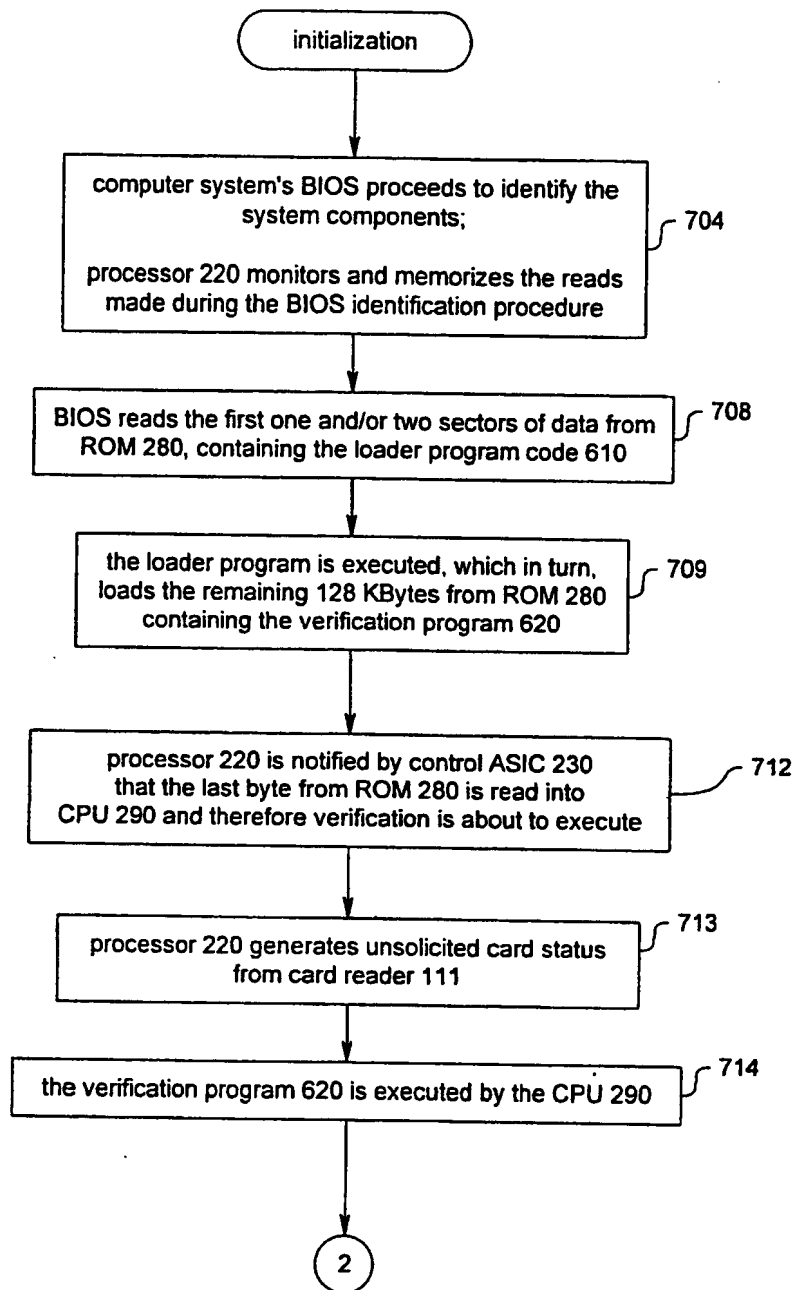 initialization
computer system's BIOS proceeds to identify the
system components;
processor 220 monitors and memorizes the reads
made during the BIOS identification procedure
704
BIOS reads the first one and/or two sectors of data from
ROM 280, containing the loader program code 610
708
the loader program is executed, which in turn,
loads the remaining 128 KBytes from ROM 280
containing the verification program 620
709
processor 220 is notified by control ASIC 230
that the last byte from ROM 280 is read into
CPU 290 and therefore verification is about to execute
712
processor 220 generates unsolicited card status
from card reader 111
713
the verification program 620 is executed by the CPU 290
714
2